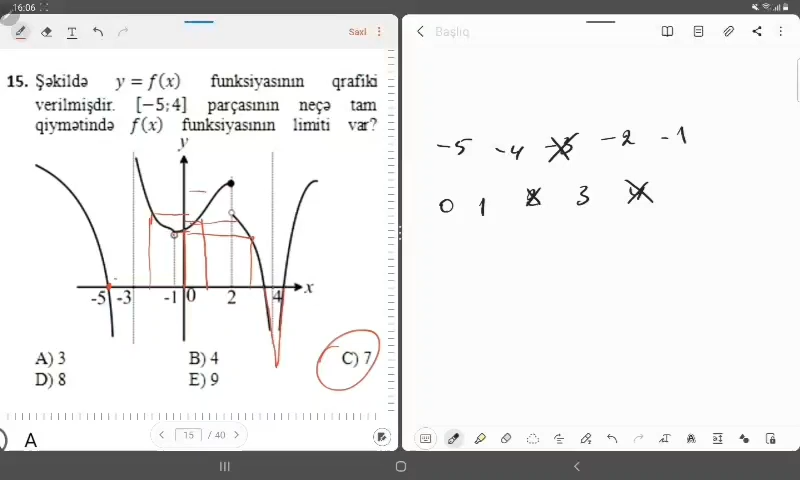 16:06
Saxl
Başlıq
15. Şəkildə y = f(x) funksiyasının qrafiki
verilmişdir. [−5; 4] parçasının neçə tam
qiymətində f(x) funksiyasının limiti var?
y
-5 -3 -1 0 2 4 x
A) 3 B) 4 C) 7
D) 8 E) 9
A
15 / 40
-5 -4 -3 -2 -1
0 1 2 3 4